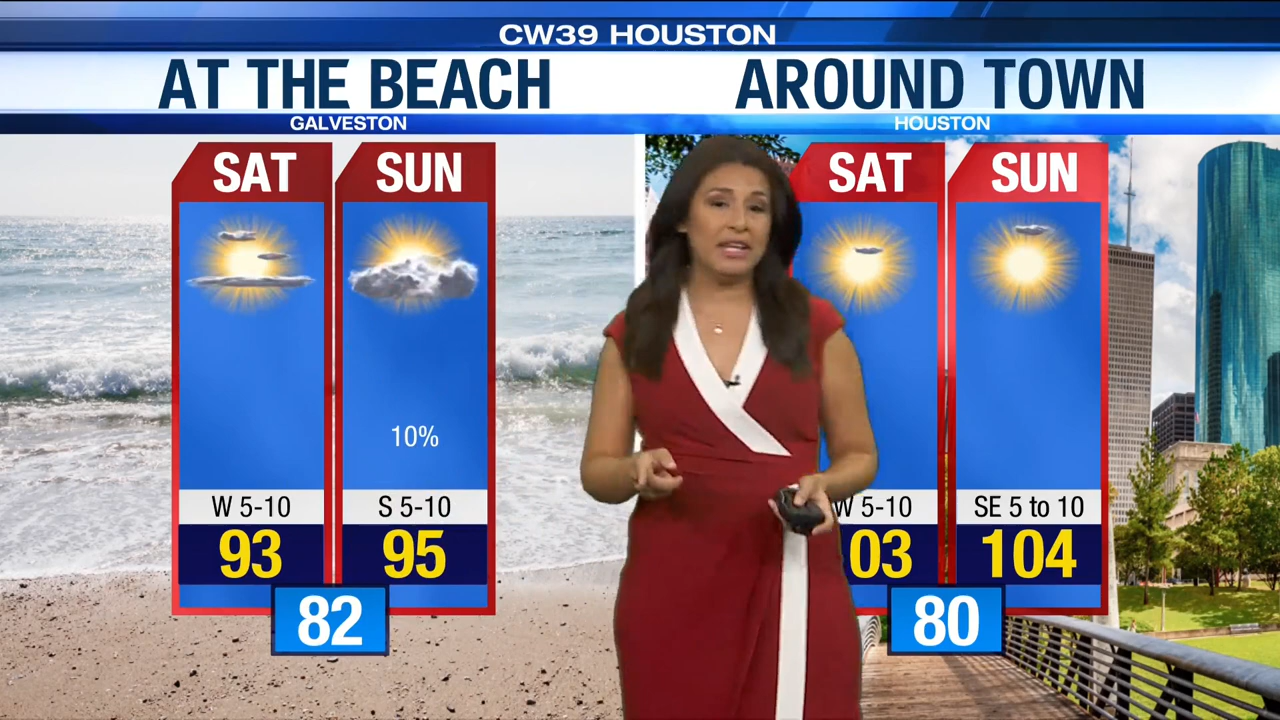 CW39 HOUSTON
AT THE BEACH
GALVESTON
SAT
SUN
10%
W 5-10
S 5-10
93
95
82
AROUND TOWN
HOUSTON
SAT
SUN
W 5-10
SE 5 to 10
03
104
80